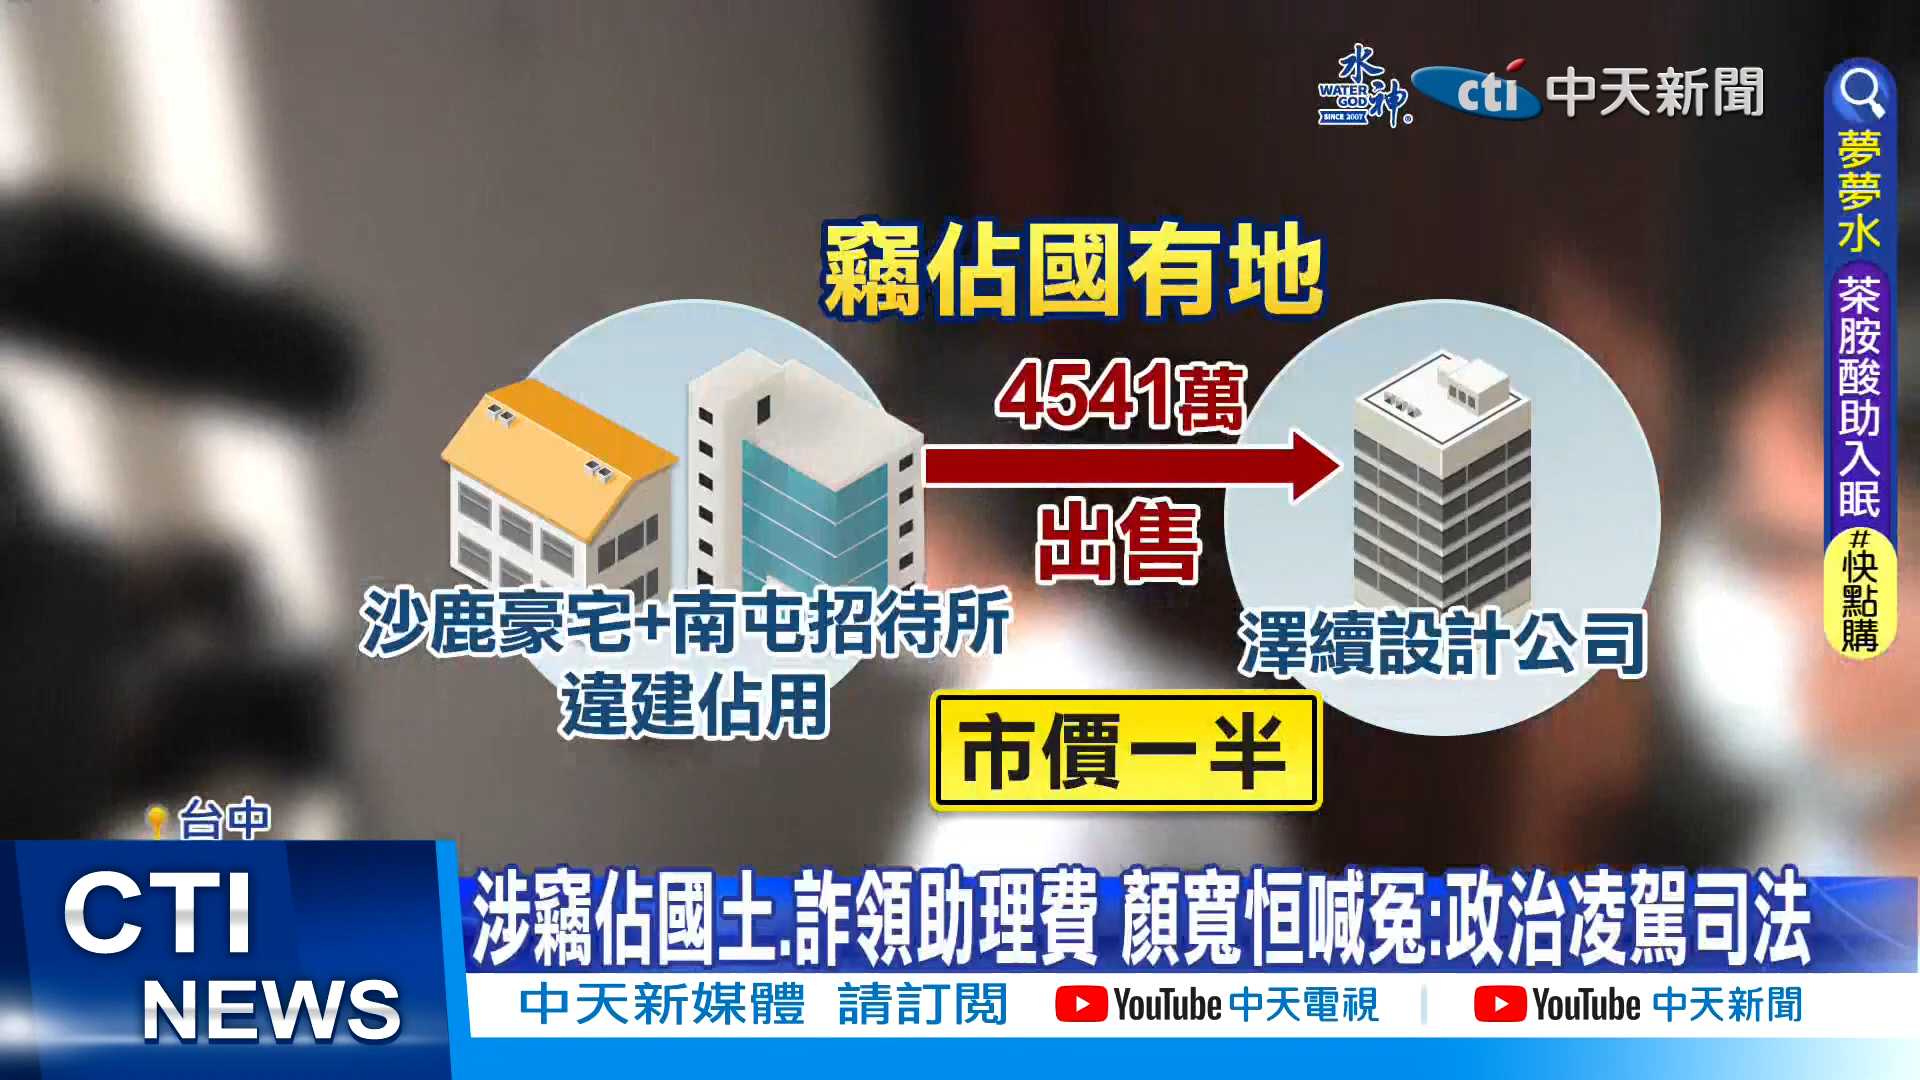 水神
WATER GOD
SINCE 2007
cti 中天新聞
夢夢水
茶胺酸助入眠
#快點購
竊佔國有地
4541萬
出售
沙鹿豪宅+南屯招待所
違建佔用
澤續設計公司
市價一半
台中
CTI NEWS
涉竊佔國土.詐領助理費 顏寬恒喊冤:政治凌駕司法
中天新媒體 請訂閱 YouTube 中天電視 | YouTube 中天新聞